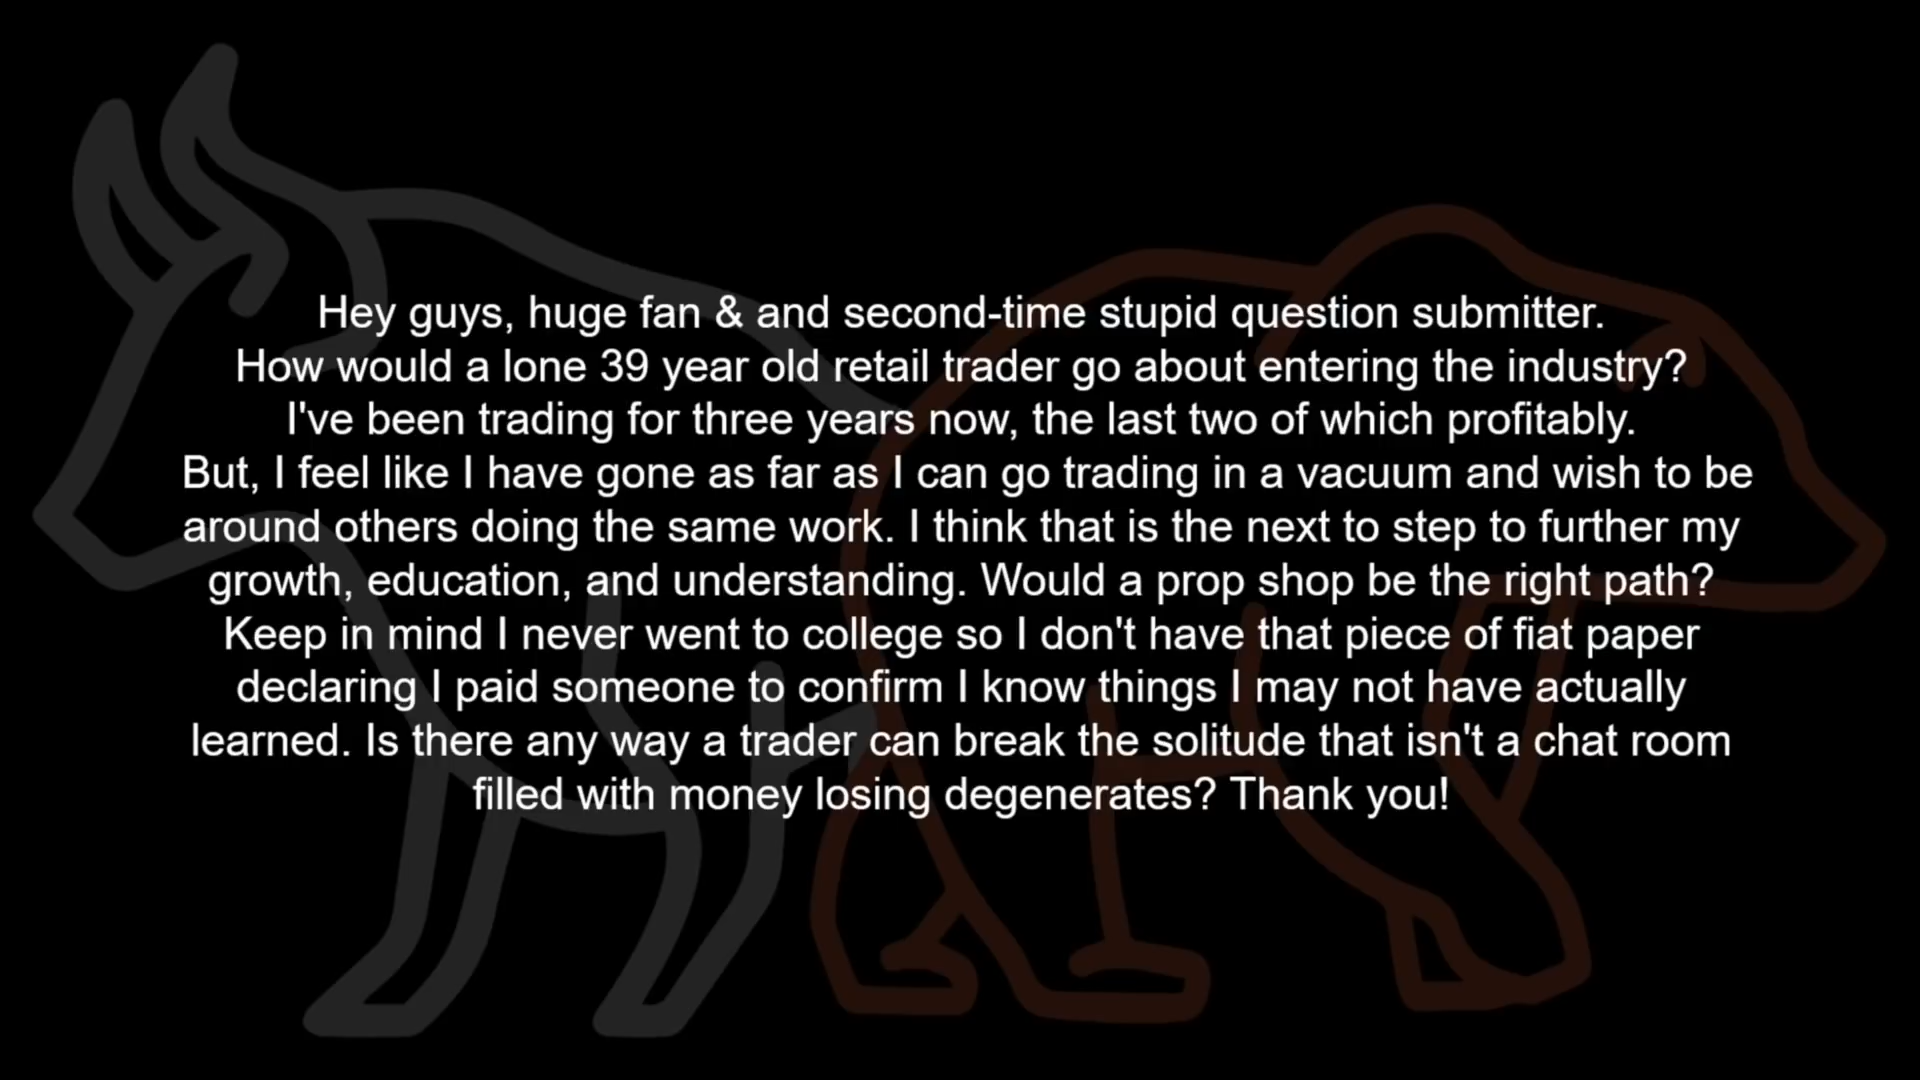 Hey guys, huge fan & and second-time stupid question submitter.
How would a lone 39 year old retail trader go about entering the industry?
I've been trading for three years now, the last two of which profitably.
But, I feel like I have gone as far as I can go trading in a vacuum and wish to be
around others doing the same work. I think that is the next to step to further my
growth, education, and understanding. Would a prop shop be the right path?
Keep in mind I never went to college so I don't have that piece of fiat paper
declaring I paid someone to confirm I know things I may not have actually
learned. Is there any way a trader can break the solitude that isn't a chat room
filled with money losing degenerates? Thank you!